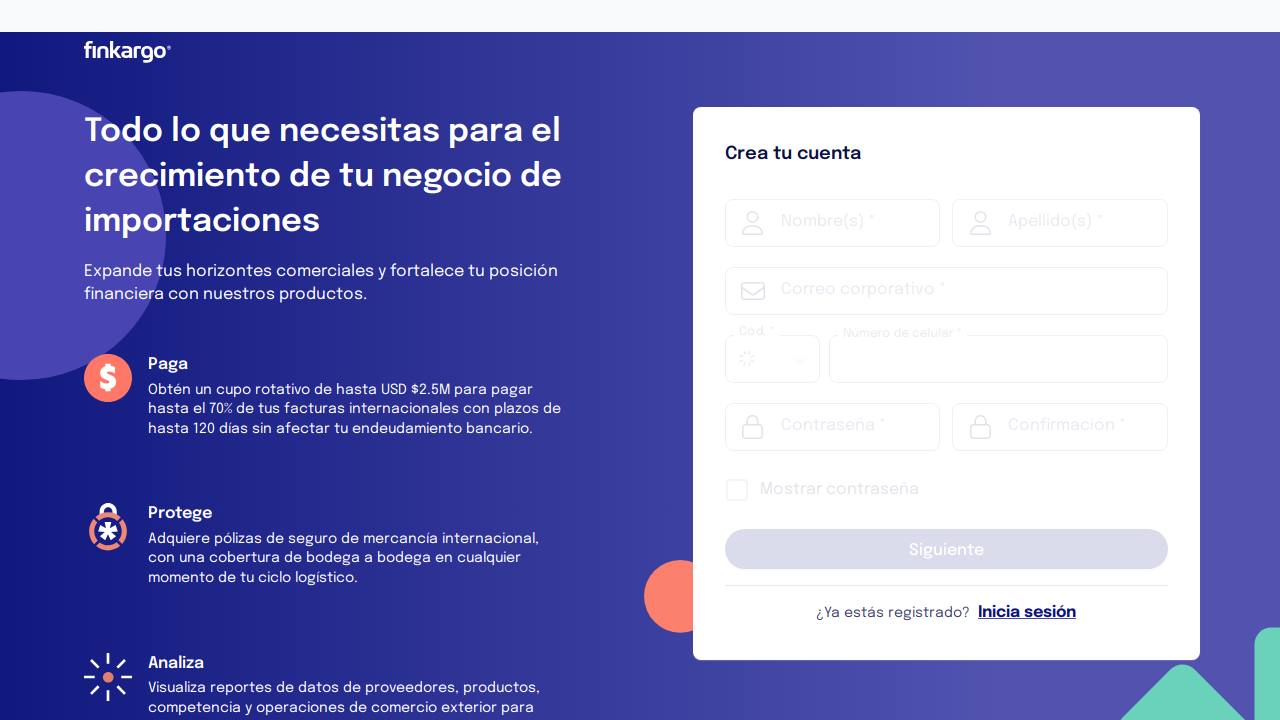 finkargo®
Todo lo que necesitas para el
crecimiento de tu negocio de
importaciones
Expande tus horizontes comerciales y fortalece tu posición
financiera con nuestros productos.
Paga
Obtén un cupo rotativo de hasta USD $2.5M para pagar
hasta el 70% de tus facturas internacionales con plazos de
hasta 120 días sin afectar tu endeudamiento bancario.
Protege
Adquiere pólizas de seguro de mercancía internacional,
con una cobertura de bodega a bodega en cualquier
momento de tu ciclo logístico.
Analiza
Visualiza reportes de datos de proveedores, productos,
competencia y operaciones de comercio exterior para
Crea tu cuenta
Nombre(s) * Apellido(s) *
Correo corporativo *
Cód. * Número de celular *
Contraseña * Confirmación *
Mostrar contraseña
Siguiente
¿Ya estás registrado? Inicia sesión